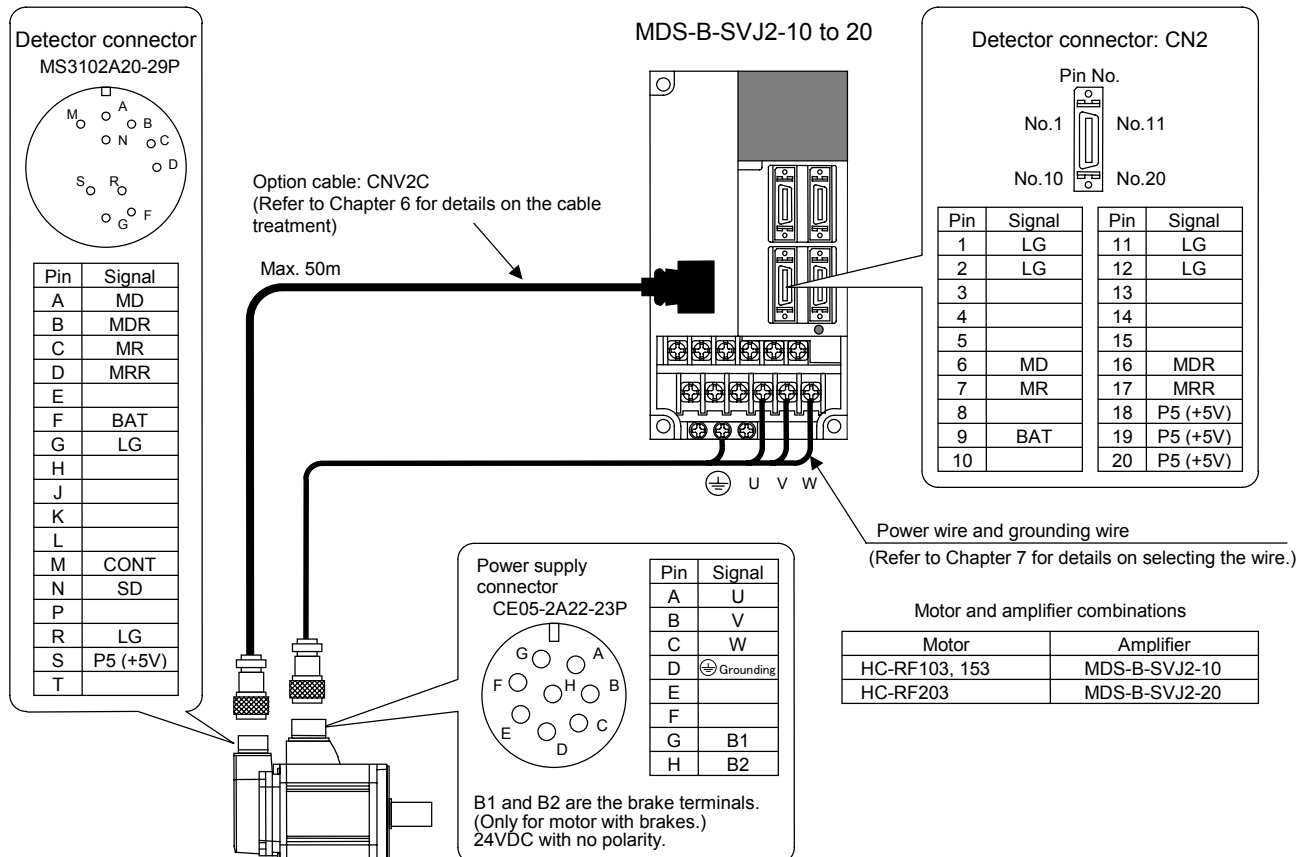 MDS-B-SVJ2-10 to 20
Detector connector
MS3102A20-29P
M
A
B
N
C
D
S
R
G
F
Pin Signal
A MD
B MDR
C MR
D MRR
E
F BAT
G LG
H
J
K
L
M CONT
N SD
P
R LG
S P5 (+5V)
T
Option cable: CNV2C
(Refer to Chapter 6 for details on the cable
treatment)
Max. 50m
U V W
Detector connector: CN2
Pin No.
No.1 No.11
No.10 No.20
Pin Signal Pin Signal
1 LG 11 LG
2 LG 12 LG
3 13
4 14
5 15
6 MD 16 MDR
7 MR 17 MRR
8 18 P5 (+5V)
9 BAT 19 P5 (+5V)
10 20 P5 (+5V)
Power wire and grounding wire
(Refer to Chapter 7 for details on selecting the wire.)
Power supply
connector
CE05-2A22-23P
G
A
F
H
B
E
C
D
Pin Signal
A U
B V
C W
D Grounding
E
F
G B1
H B2
B1 and B2 are the brake terminals.
(Only for motor with brakes.)
24VDC with no polarity.
Motor and amplifier combinations
Motor Amplifier
HC-RF103, 153 MDS-B-SVJ2-10
HC-RF203 MDS-B-SVJ2-20